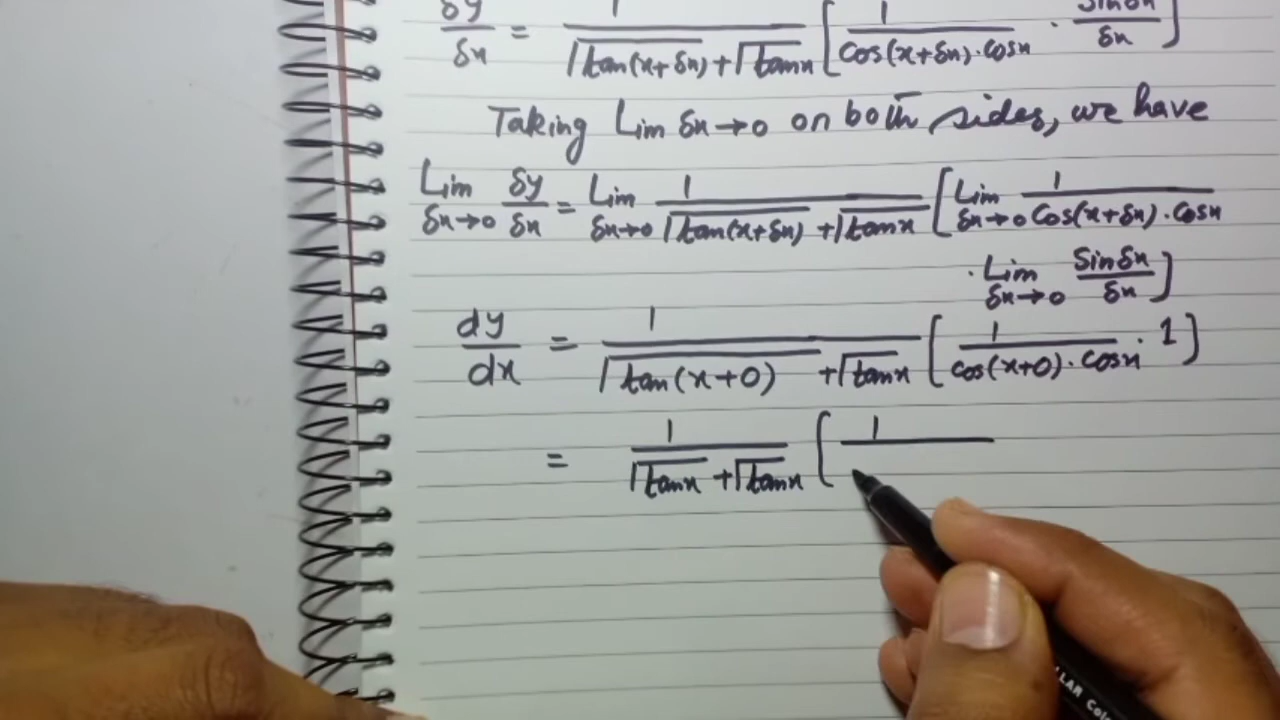 δy/δx = 1/(√tan(x+δx) + √tanx) [1/(cos(x+δx)·cosx) · sinδx/δx]
Taking Lim δx→0 on both sides, we have
Lim δx→0 δy/δx = Lim δx→0 1/(√tan(x+δx) + √tanx) [Lim δx→0 1/(cos(x+δx)·cosx)
· Lim δx→0 sinδx/δx]
dy/dx = 1/(√tan(x+0) + √tanx) [1/(cos(x+0)·cosx) · 1]
= 1/(√tanx + √tanx) [1/
LLAR Col